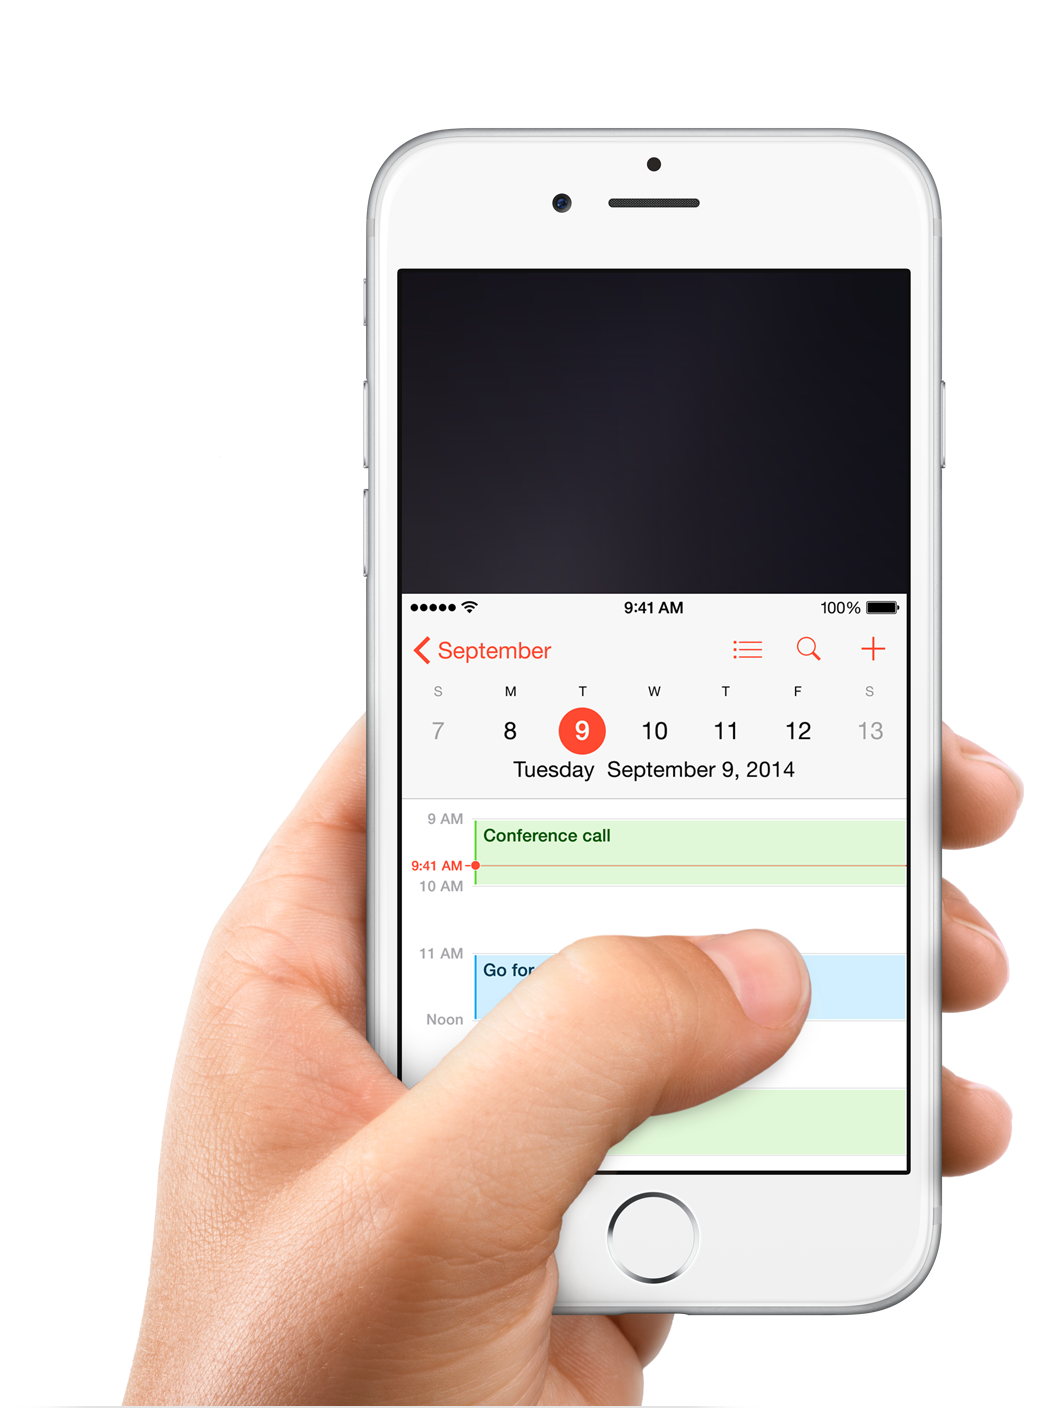 9:41 AM 100%
September
S M T W T F S
7 8 9 10 11 12 13
Tuesday September 9, 2014
9 AM
Conference call
9:41 AM
10 AM
11 AM
Go for
Noon